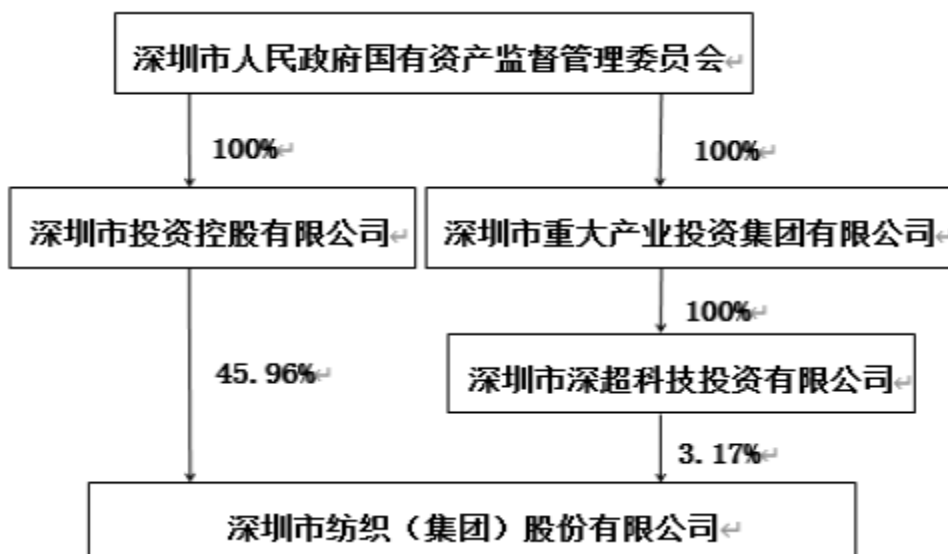 深圳市人民政府国有资产监督管理委员会
100%
100%
深圳市投资控股有限公司
深圳市重大产业投资集团有限公司
100%
45.96%
深圳市深超科技投资有限公司
3.17%
深圳市纺织（集团）股份有限公司